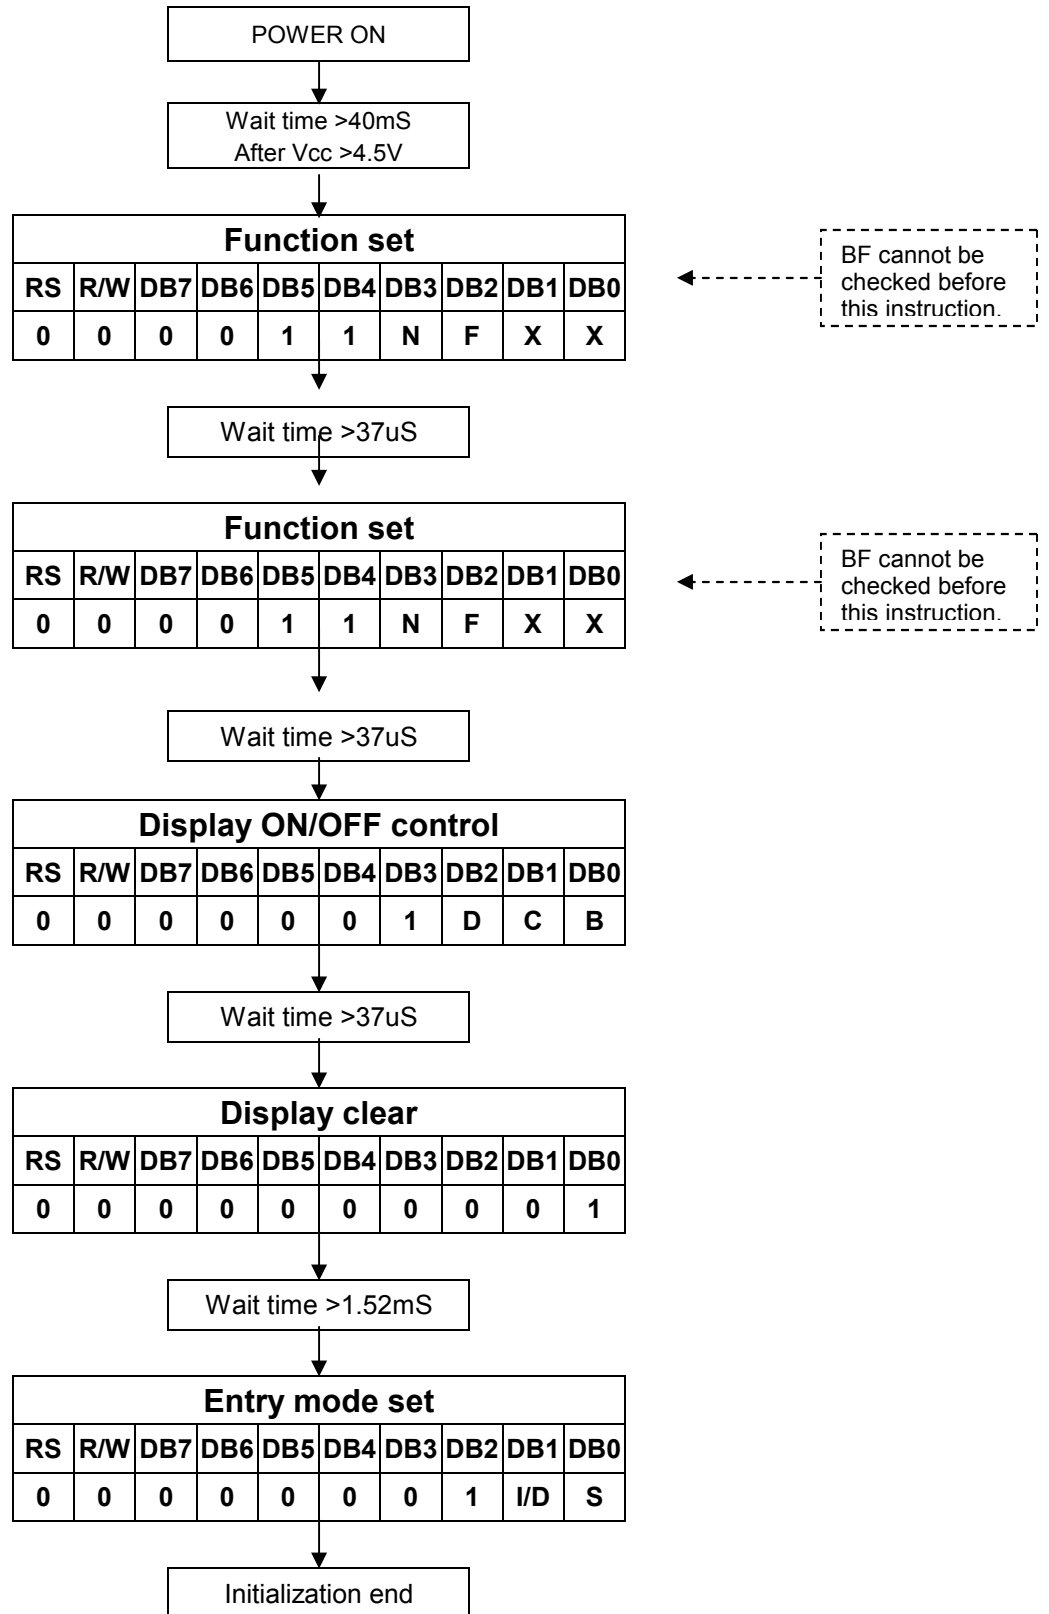 POWER ON
Wait time >40mS
After Vcc >4.5V
Function set
RS R/W DB7 DB6 DB5 DB4 DB3 DB2 DB1 DB0
0 0 0 0 1 1 N F X X
BF cannot be
checked before
this instruction.
Wait time >37uS
Function set
RS R/W DB7 DB6 DB5 DB4 DB3 DB2 DB1 DB0
0 0 0 0 1 1 N F X X
BF cannot be
checked before
this instruction.
Wait time >37uS
Display ON/OFF control
RS R/W DB7 DB6 DB5 DB4 DB3 DB2 DB1 DB0
0 0 0 0 0 0 1 D C B
Wait time >37uS
Display clear
RS R/W DB7 DB6 DB5 DB4 DB3 DB2 DB1 DB0
0 0 0 0 0 0 0 0 0 1
Wait time >1.52mS
Entry mode set
RS R/W DB7 DB6 DB5 DB4 DB3 DB2 DB1 DB0
0 0 0 0 0 0 0 1 I/D S
Initialization end